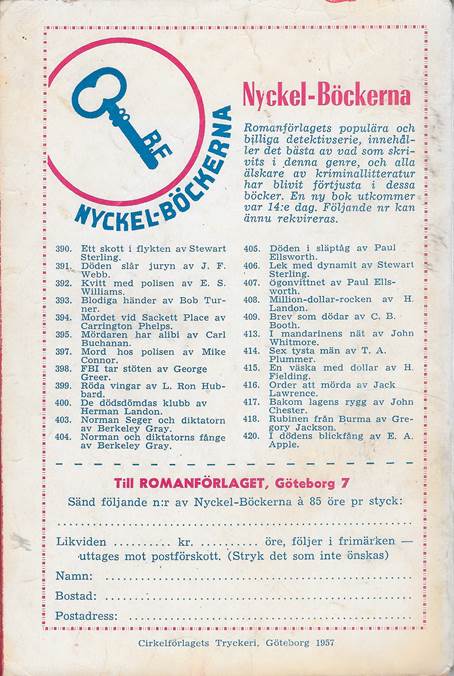 BE
NYCKEL-BÖCKERNA
Nyckel-Böckerna
Romanförlagets populära och
billiga detektivserie, innehål-
ler det bästa av vad som skri-
vits i denna genre, och alla
älskare av kriminallitteratur
har blivit förtjusta i dessa
böcker. En ny bok utkommer
var 14:e dag. Följande nr kan
ännu rekvireras.
390. Ett skott i flykten av Stewart
Sterling.
391. Döden slår juryn av J. F.
Webb.
392. Kvitt med polisen av E. S.
Williams.
393. Blodiga händer av Bob Tur-
ner.
394. Mordet vid Sackett Place av
Carrington Phelps.
395. Mördaren har alibi av Carl
Buchanan.
397. Mord hos polisen av Mike
Connor.
398. FBI tar stöten av George
Greer.
399. Röda vingar av L. Ron Hub-
bard.
400. De dödsdömdas klubb av
Herman Landon.
403. Norman Seger och diktatorn
av Berkeley Gray.
404. Norman och diktatorns fånge
av Berkeley Gray.
405. Döden i släptåg av Paul
Ellsworth.
406. Lek med dynamit av Stewart
Sterling.
407. Ögonvittnet av Paul Ells-
worth.
408. Million-dollar-rocken av H.
Landon.
409. Brev som dödar av C. B.
Booth.
413. I mandarinens nät av John
Whitmore.
414. Sex tysta män av T. A.
Plummer.
415. En väska med dollar av H.
Fielding.
416. Order att mörda av Jack
Lawrence.
417. Bakom lagens rygg av John
Chester.
418. Rubinen från Burma av Gre-
gory Jackson.
420. I dödens blickfång av E. A.
Apple.
Till ROMANFÖRLAGET, Göteborg 7
Sänd följande n:r av Nyckel-Böckerna à 85 öre pr styck:
Likviden .......... kr. .......... öre, följer i frimärken —
uttages mot postförskott. (Stryk det som inte önskas)
Namn:
Bostad:
Postadress:
Cirkelförlagets Tryckeri, Göteborg 1957